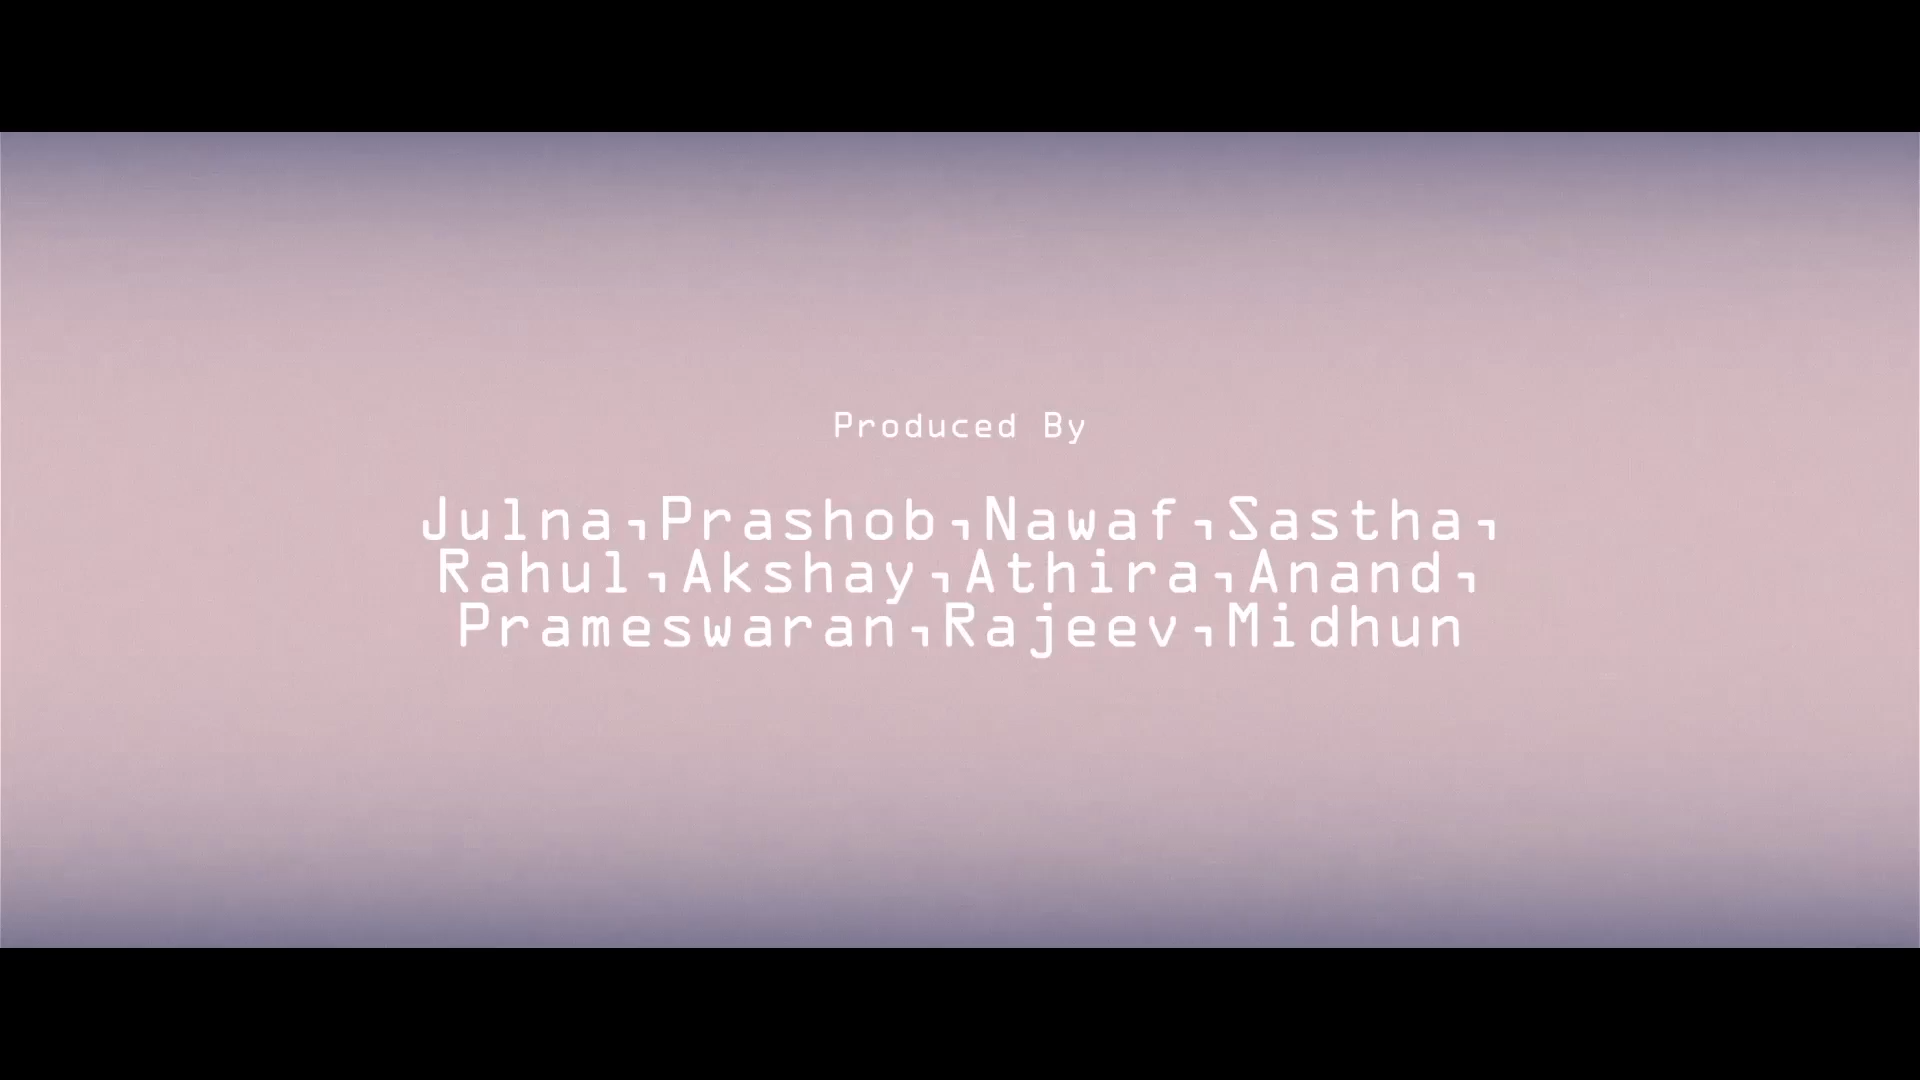 Produced By
Julna,Prashob,Nawaf,Sastha,
Rahul,Akshay,Athira,Anand,
Prameswaran,Rajeev,Midhun